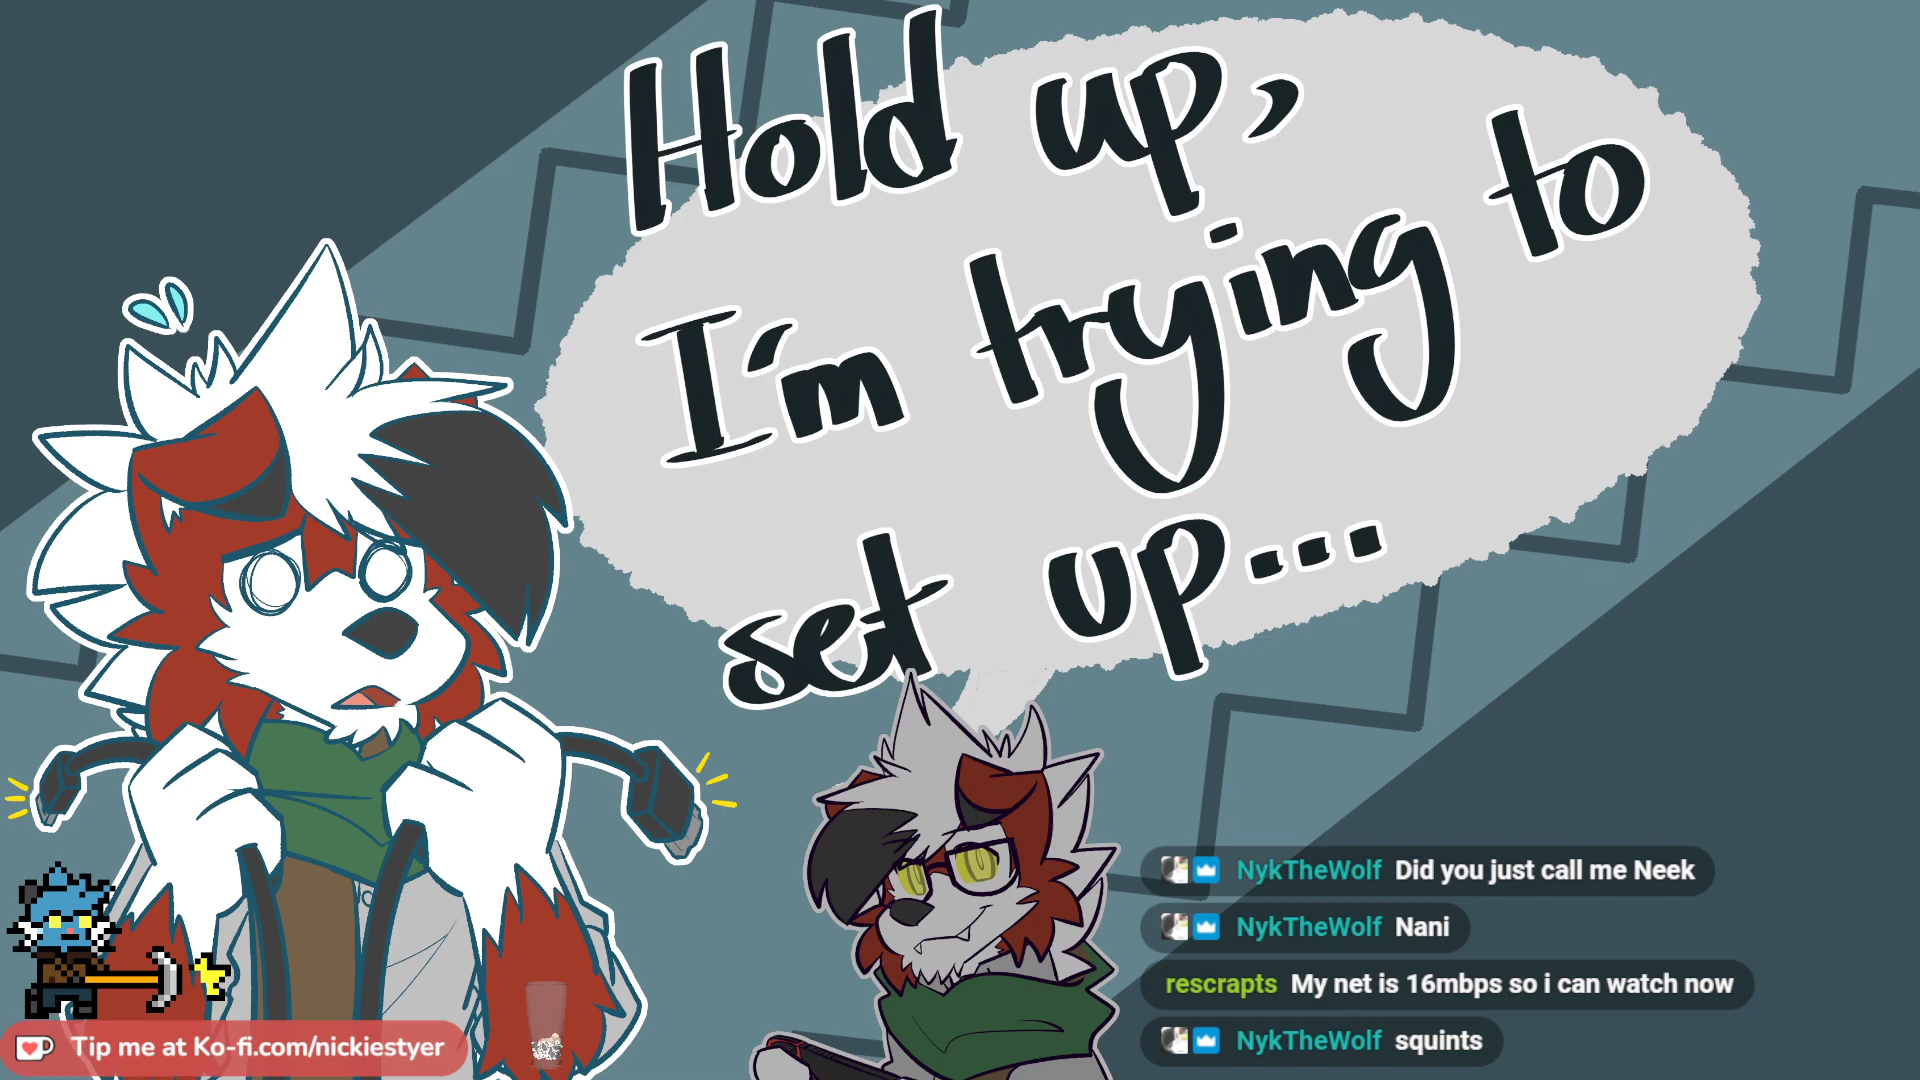 Hold up,
I'm trying to
set up...
NykTheWolf Did you just call me Neek
NykTheWolf Nani
rescrapts My net is 16mbps so i can watch now
NykTheWolf squints
Tip me at Ko-fi.com/nickiestyer